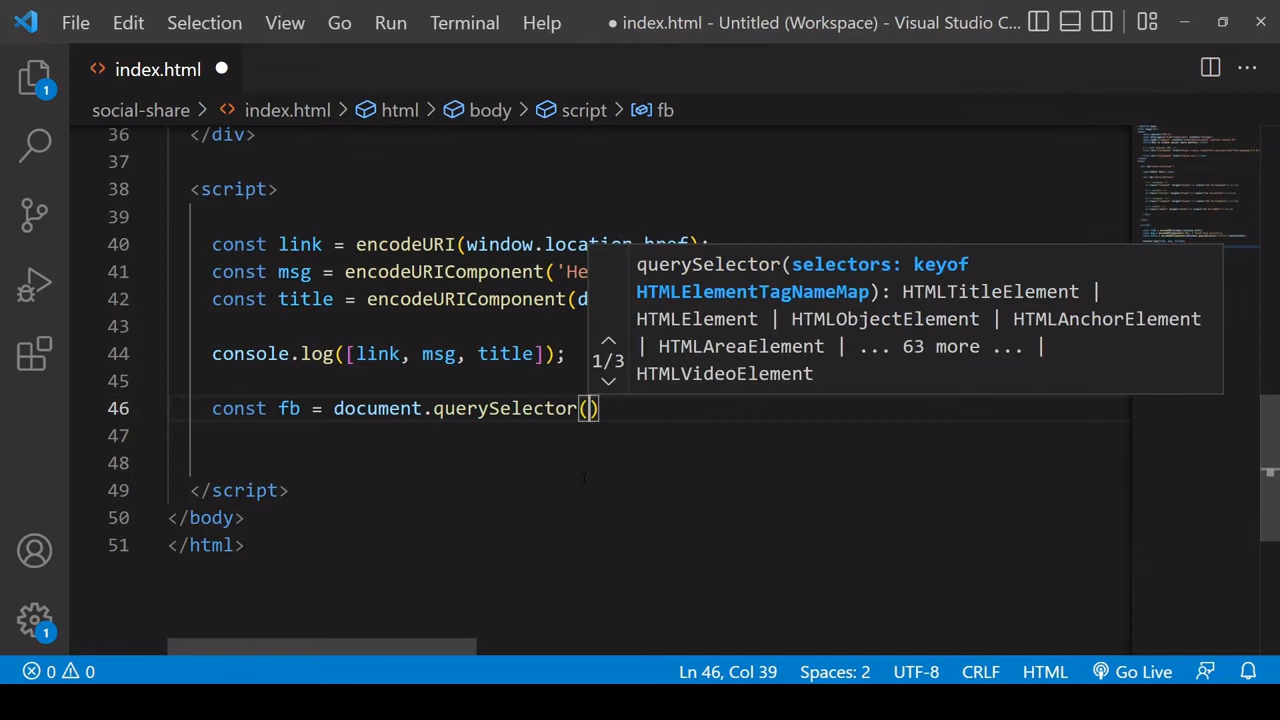 File Edit Selection View Go Run Terminal Help ● index.html - Untitled (Workspace) - Visual Studio C...
index.html
social-share > index.html > html > body > script > fb
36 </div>
37
38 <script>
39
40 const link = encodeURI(window.location.href);
41 const msg = encodeURIComponent('He
42 const title = encodeURIComponent(d
43
44 console.log([link, msg, title]);
45
46 const fb = document.querySelector()
47
48
49 </script>
50 </body>
51 </html>
querySelector(selectors: keyof
HTMLElementTagNameMap): HTMLTitleElement |
HTMLElement | HTMLObjectElement | HTMLAnchorElement
| HTMLAreaElement | ... 63 more ... |
HTMLVideoElement
1/3
1
1
0 0 Ln 46, Col 39 Spaces: 2 UTF-8 CRLF HTML Go Live